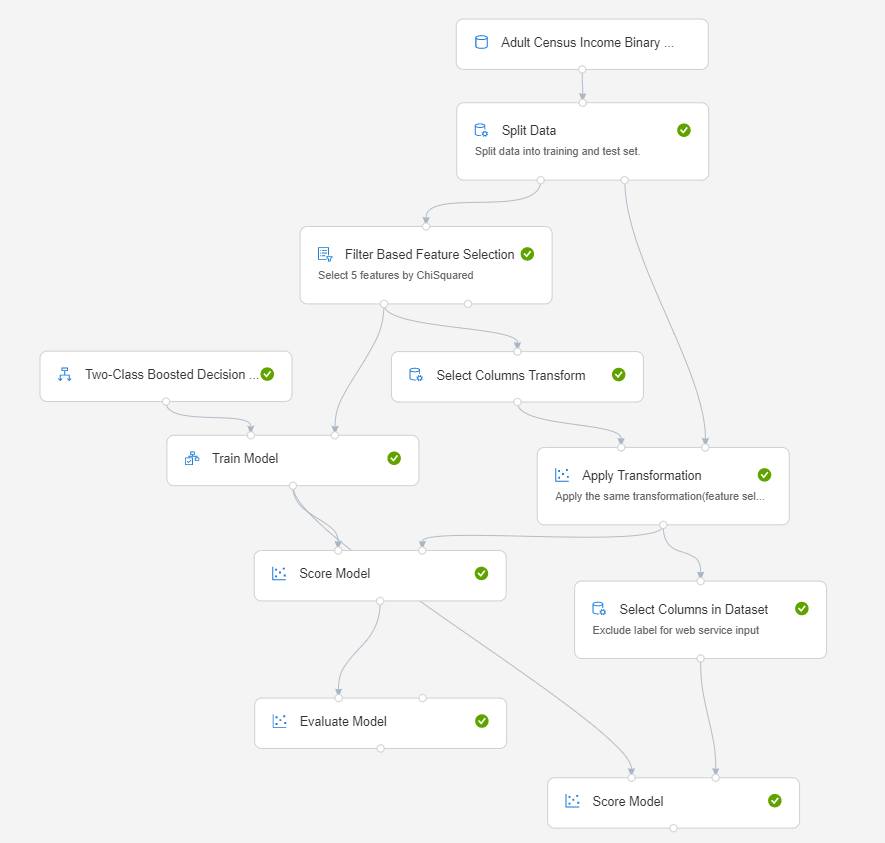 Adult Census Income Binary ...
Split Data
Split data into training and test set.
Filter Based Feature Selection
Select 5 features by ChiSquared
Two-Class Boosted Decision ...
Select Columns Transform
Train Model
Apply Transformation
Apply the same transformation(feature sel...
Score Model
Select Columns in Dataset
Exclude label for web service input
Evaluate Model
Score Model